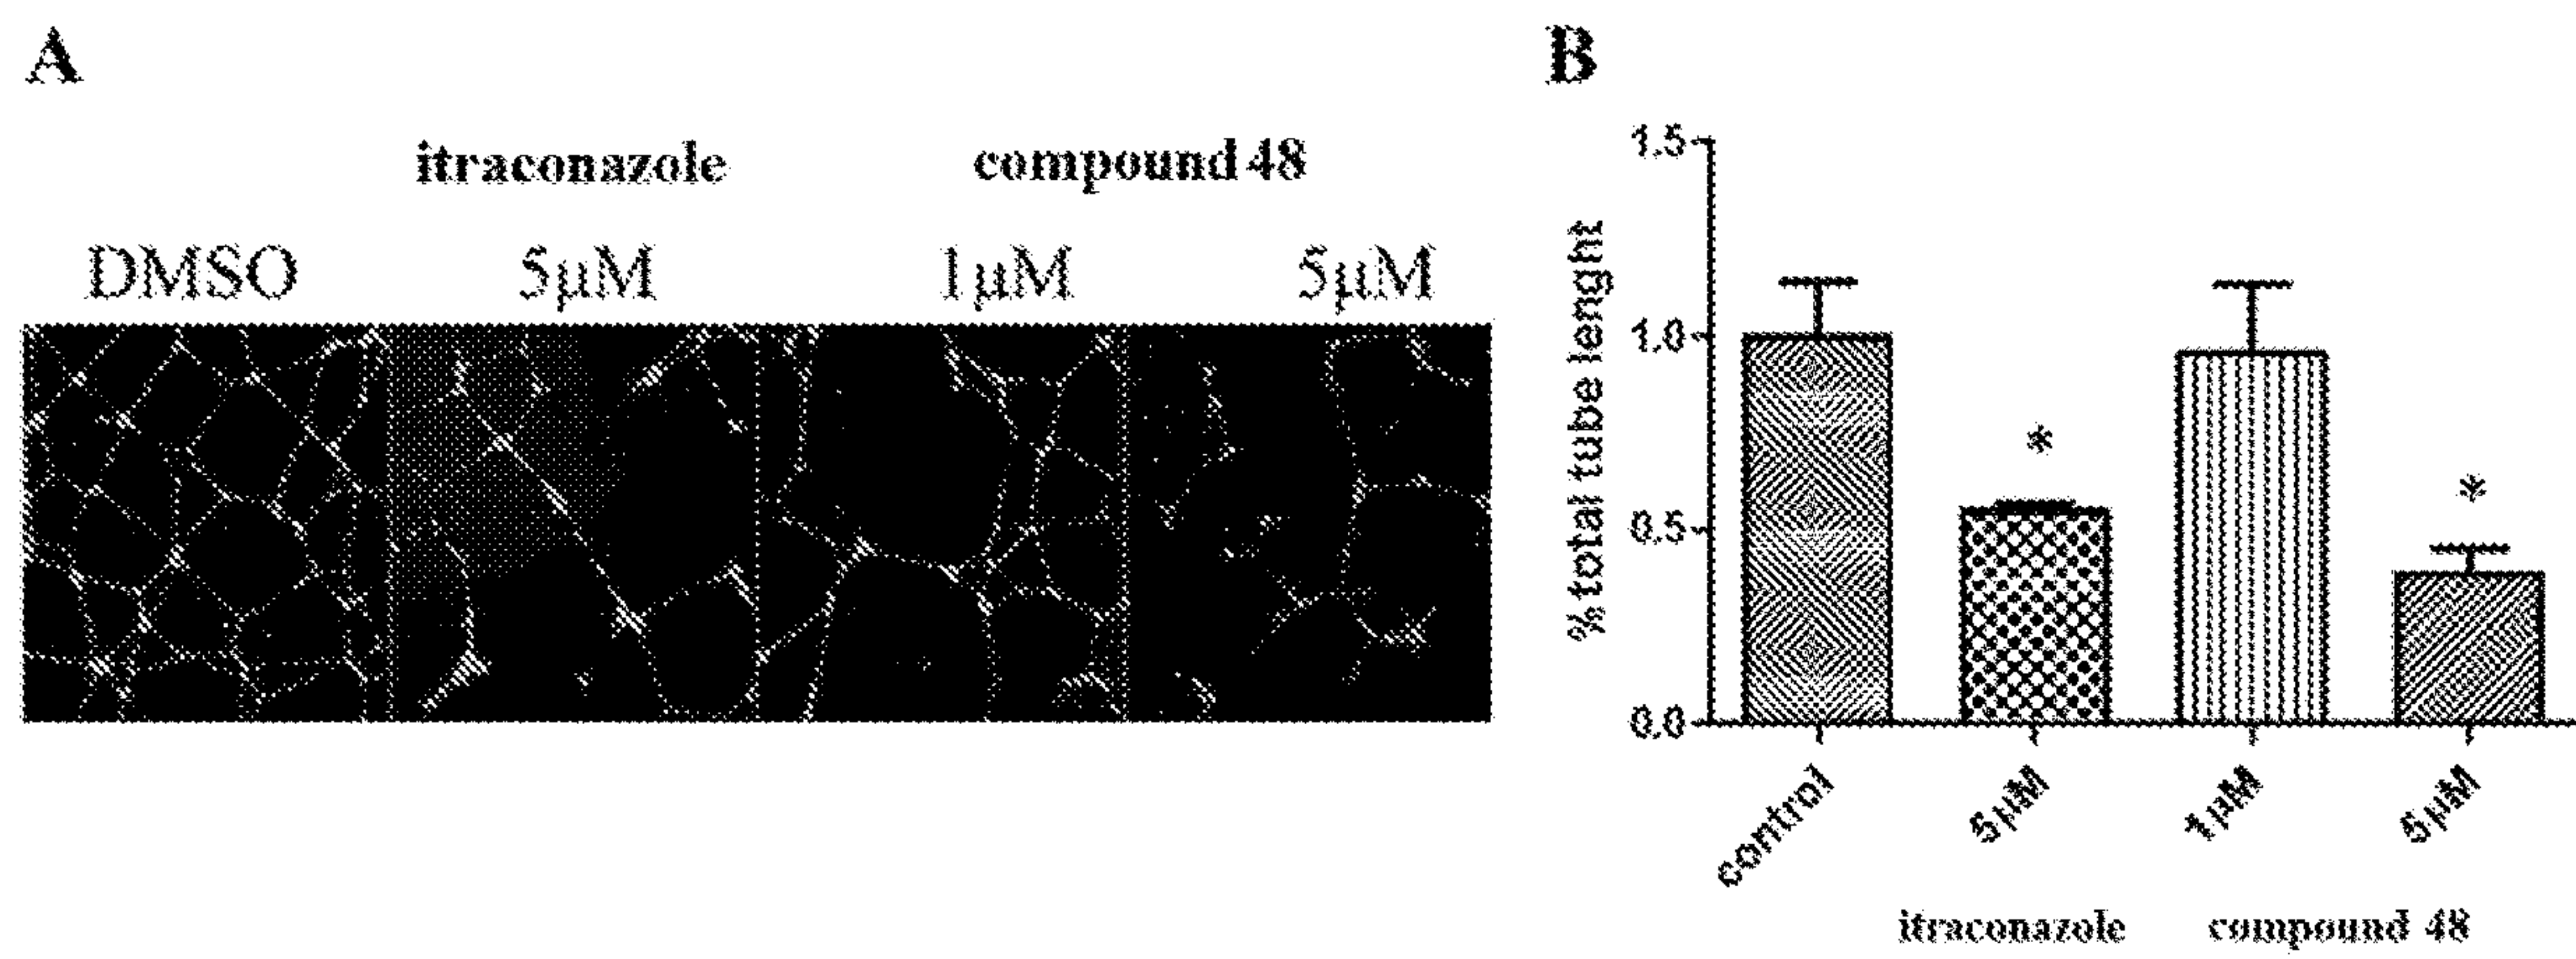 A
itraconazole compound 48
DMSO 5µM 1µM 5µM
B
1.5
1.0
0.5
0.0
% total tube lenght
*
*
control 5µM 1µM 5µM
itraconazole compound 48